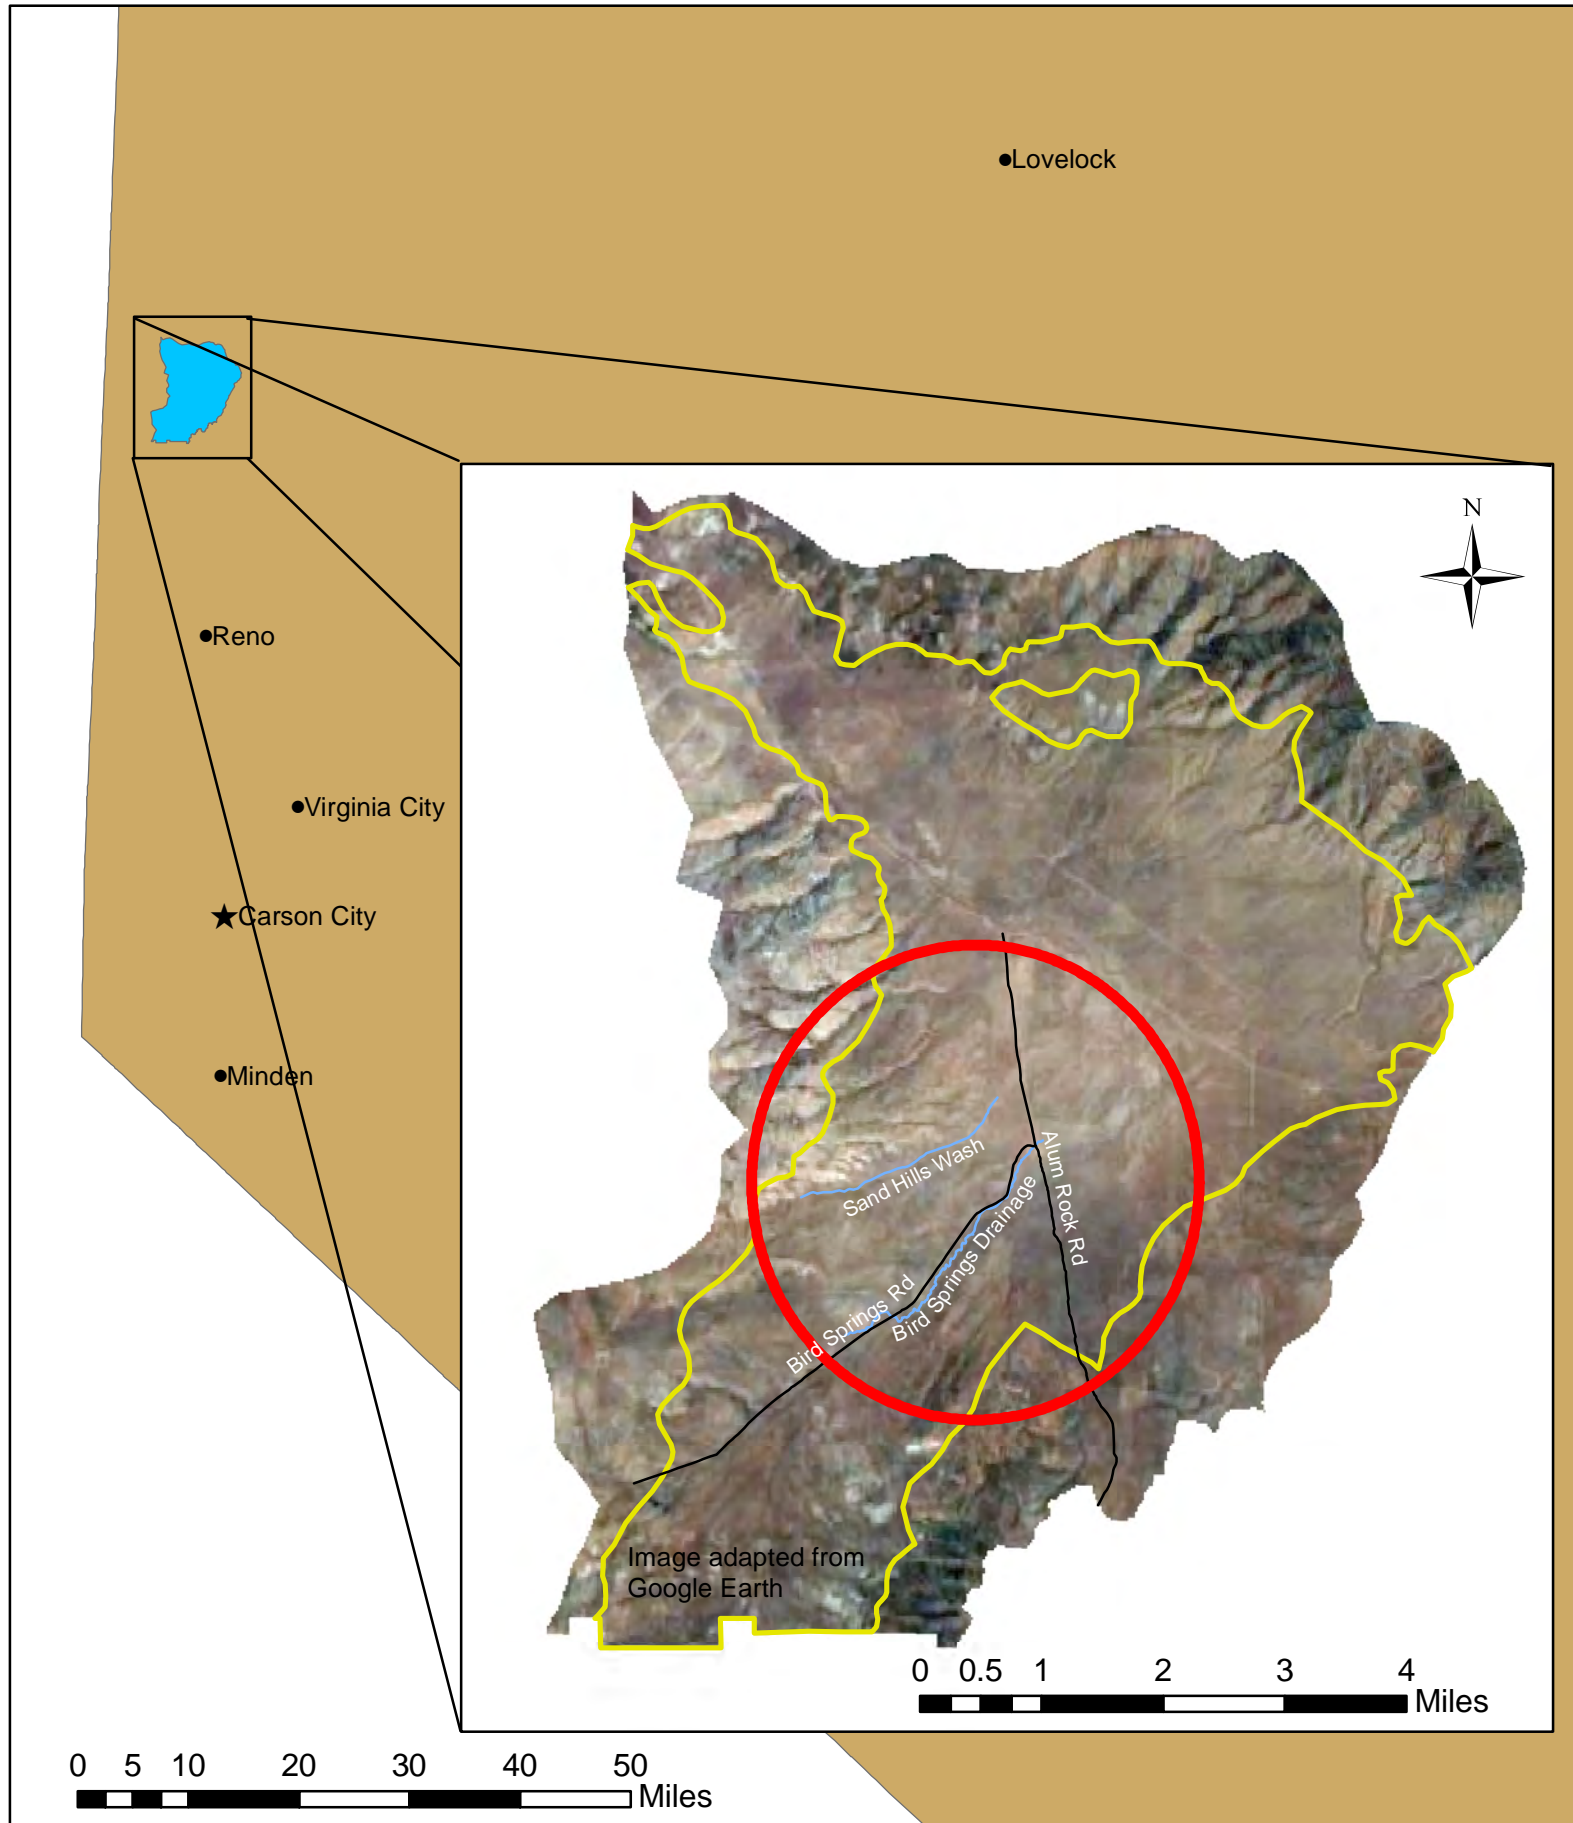 Lovelock
N
Reno
Virginia City
Carson City
Minden
Sand Hills Wash
Alum Rock Rd
Bird Springs Drainage
Bird Springs Rd
Image adapted from
Google Earth
0 0.5 1 2 3 4
Miles
0 5 10 20 30 40 50
Miles